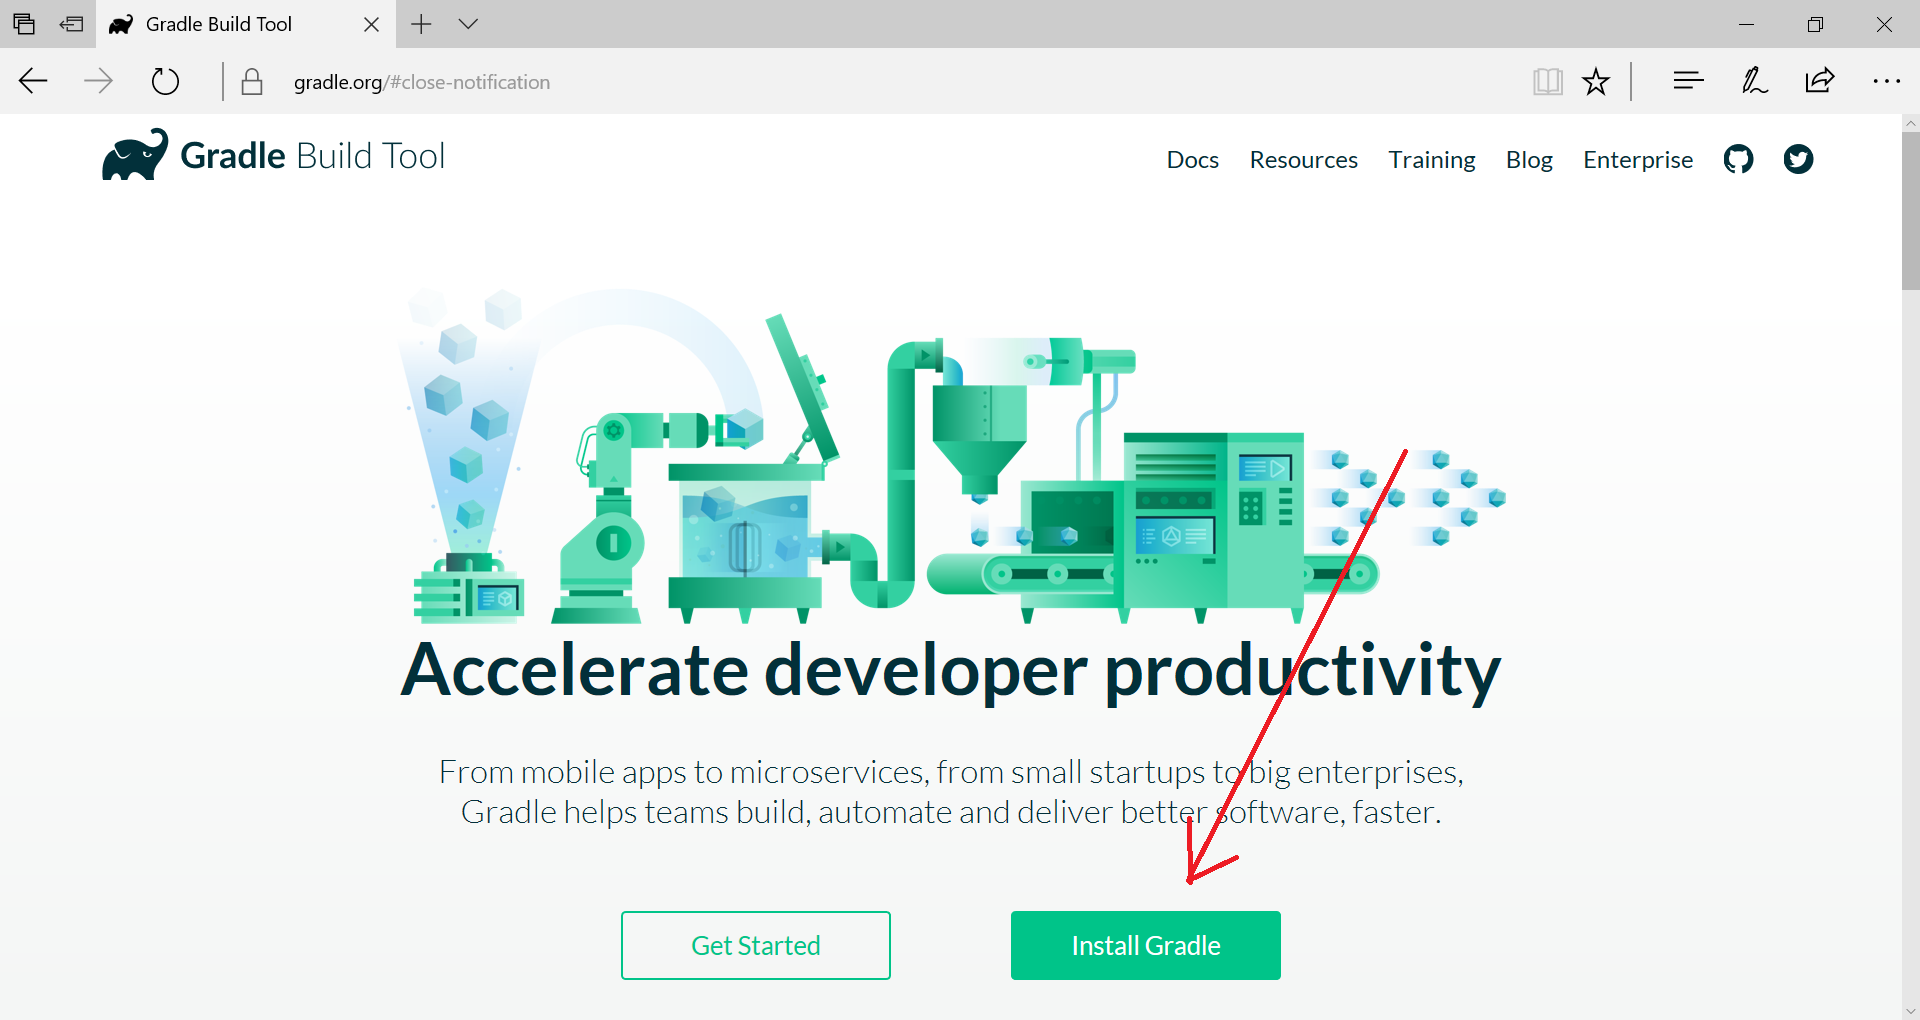 Gradle Build Tool
gradle.org/#close-notification
Gradle Build Tool
Docs Resources Training Blog Enterprise
Accelerate developer productivity
From mobile apps to microservices, from small startups to big enterprises,
Gradle helps teams build, automate and deliver better software, faster.
Get Started
Install Gradle